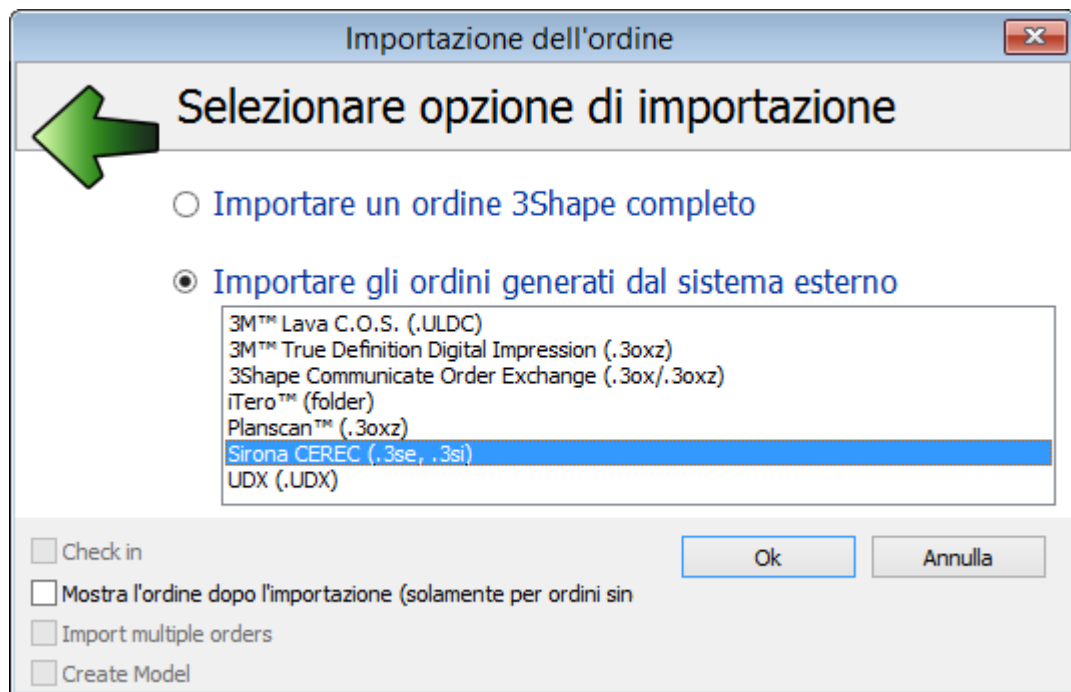 Importazione dell'ordine
Selezionare opzione di importazione
Importare un ordine 3Shape completo
Importare gli ordini generati dal sistema esterno
3M™ Lava C.O.S. (.ULDC)
3M™ True Definition Digital Impression (.3oxz)
3Shape Communicate Order Exchange (.3ox/.3oxz)
iTero™ (folder)
Planscan™ (.3oxz)
Sirona CEREC (.3se, .3si)
UDX (.UDX)
Check in
Ok
Annulla
Mostra l'ordine dopo l'importazione (solamente per ordini sin
Import multiple orders
Create Model